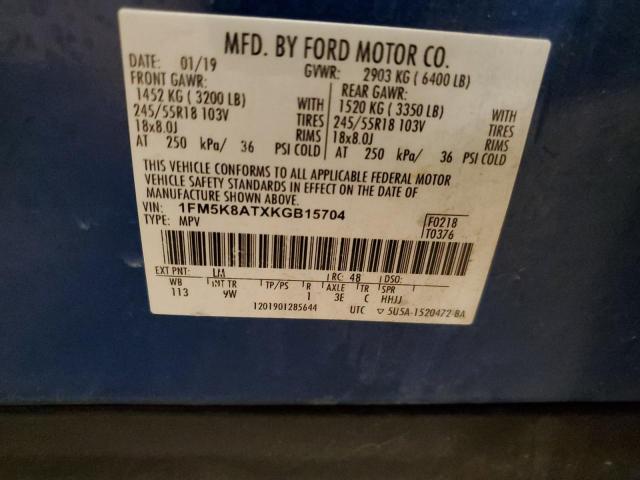 MFD. BY FORD MOTOR CO.
DATE: 01/19 GVWR: 2903 KG ( 6400 LB)
FRONT GAWR: REAR GAWR:
1452 KG ( 3200 LB) WITH 1520 KG ( 3350 LB) WITH
245/55R18 103V TIRES 245/55R18 103V TIRES
18x8.0J RIMS 18x8.0J RIMS
AT 250 kPa/ 36 PSI COLD AT 250 kPa/ 36 PSI COLD
THIS VEHICLE CONFORMS TO ALL APPLICABLE FEDERAL MOTOR
VEHICLE SAFETY STANDARDS IN EFFECT ON THE DATE OF
MANUFACTURE SHOWN ABOVE.
VIN: 1FM5K8ATXKGB15704
TYPE: MPV
F0218
T0376
EXT PNT: LM RC: 48 DSO:
WB INT TR TP/PS R AXLE TR SPR
113 9W 1 3E C HHJJ
1201901285644 UTC ▽ 5U5A-1520472-BA